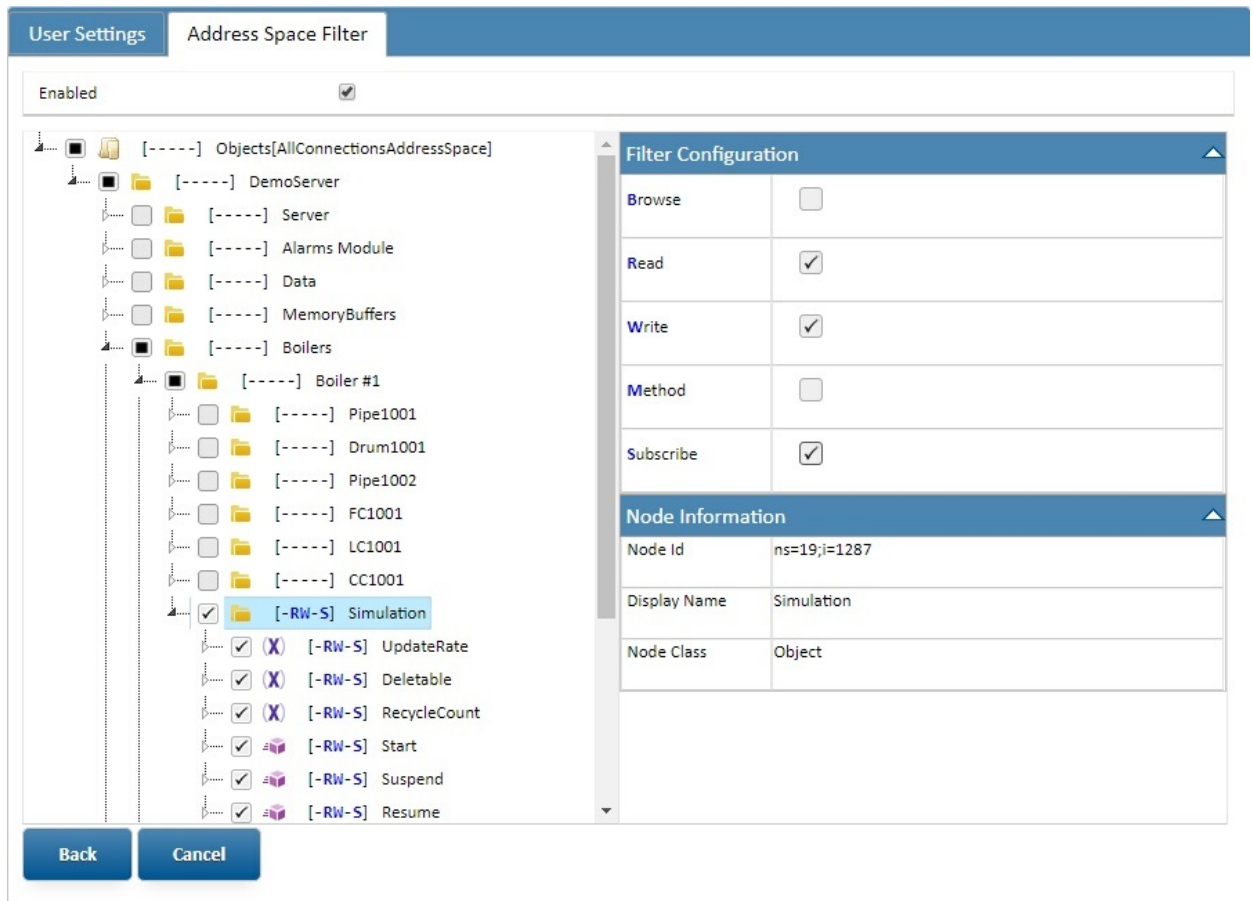 User Settings
Address Space Filter
Enabled
[-----] Objects[AllConnectionsAddressSpace]
[-----] DemoServer
[-----] Server
[-----] Alarms Module
[-----] Data
[-----] MemoryBuffers
[-----] Boilers
[-----] Boiler #1
[-----] Pipe1001
[-----] Drum1001
[-----] Pipe1002
[-----] FC1001
[-----] LC1001
[-----] CC1001
[-RW-S] Simulation
(X) [-RW-S] UpdateRate
(X) [-RW-S] Deletable
(X) [-RW-S] RecycleCount
[-RW-S] Start
[-RW-S] Suspend
[-RW-S] Resume
Filter Configuration
Browse
Read
Write
Method
Subscribe
Node Information
Node Id ns=19;i=1287
Display Name Simulation
Node Class Object
Back
Cancel